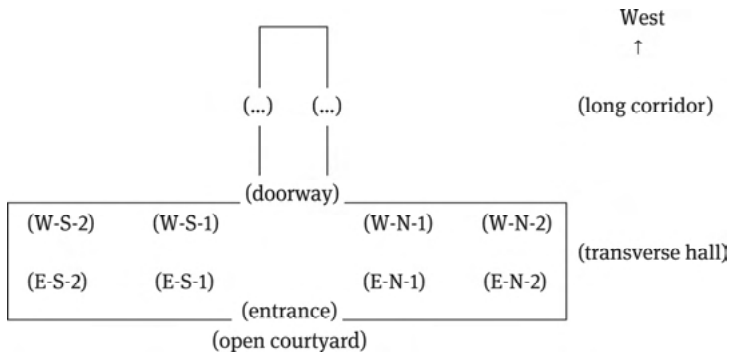 West
↑
(...) (...) (long corridor)
(doorway)
(W-S-2) (W-S-1) (W-N-1) (W-N-2)
(transverse hall)
(E-S-2) (E-S-1) (E-N-1) (E-N-2)
(entrance)
(open courtyard)